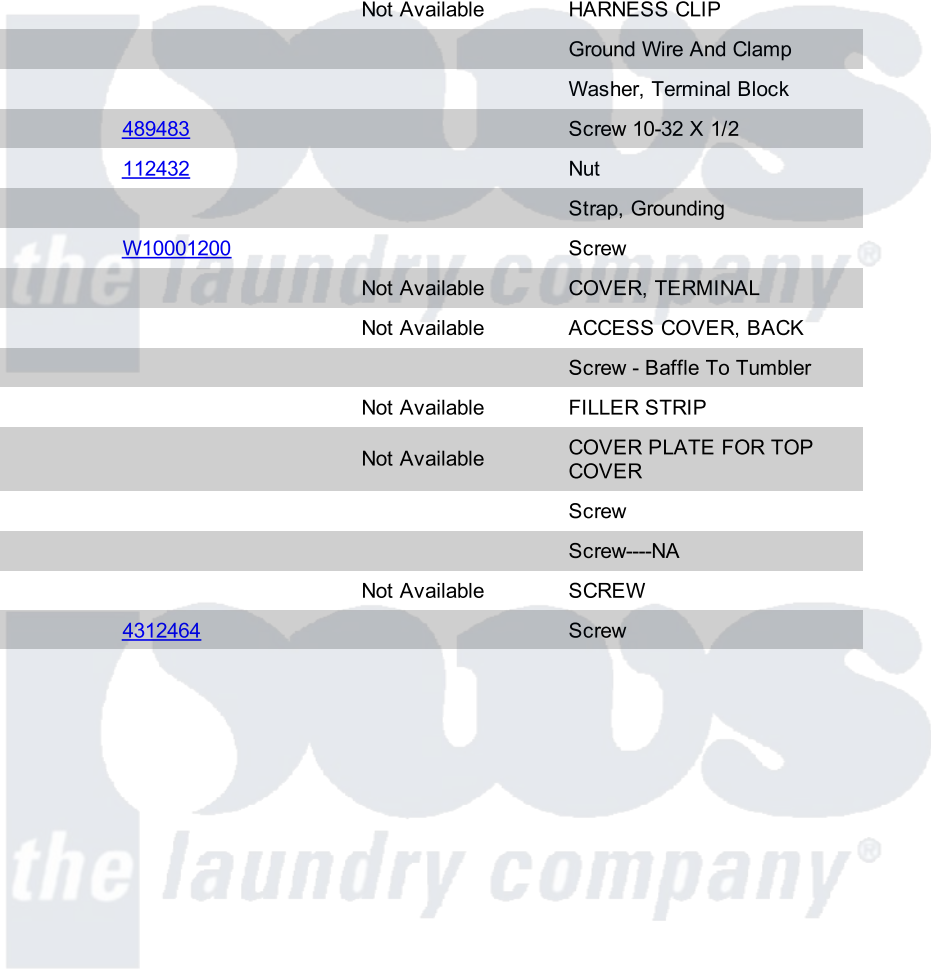 Not Available HARNESS CLIP
Ground Wire And Clamp
Washer, Terminal Block
489483 Screw 10-32 X 1/2
112432 Nut
Strap, Grounding
W10001200 Screw
Not Available COVER, TERMINAL
Not Available ACCESS COVER, BACK
Screw - Baffle To Tumbler
Not Available FILLER STRIP
Not Available COVER PLATE FOR TOP
COVER
Screw
Screw----NA
Not Available SCREW
4312464 Screw
pws
the laundry company®
pws
the laundry company®